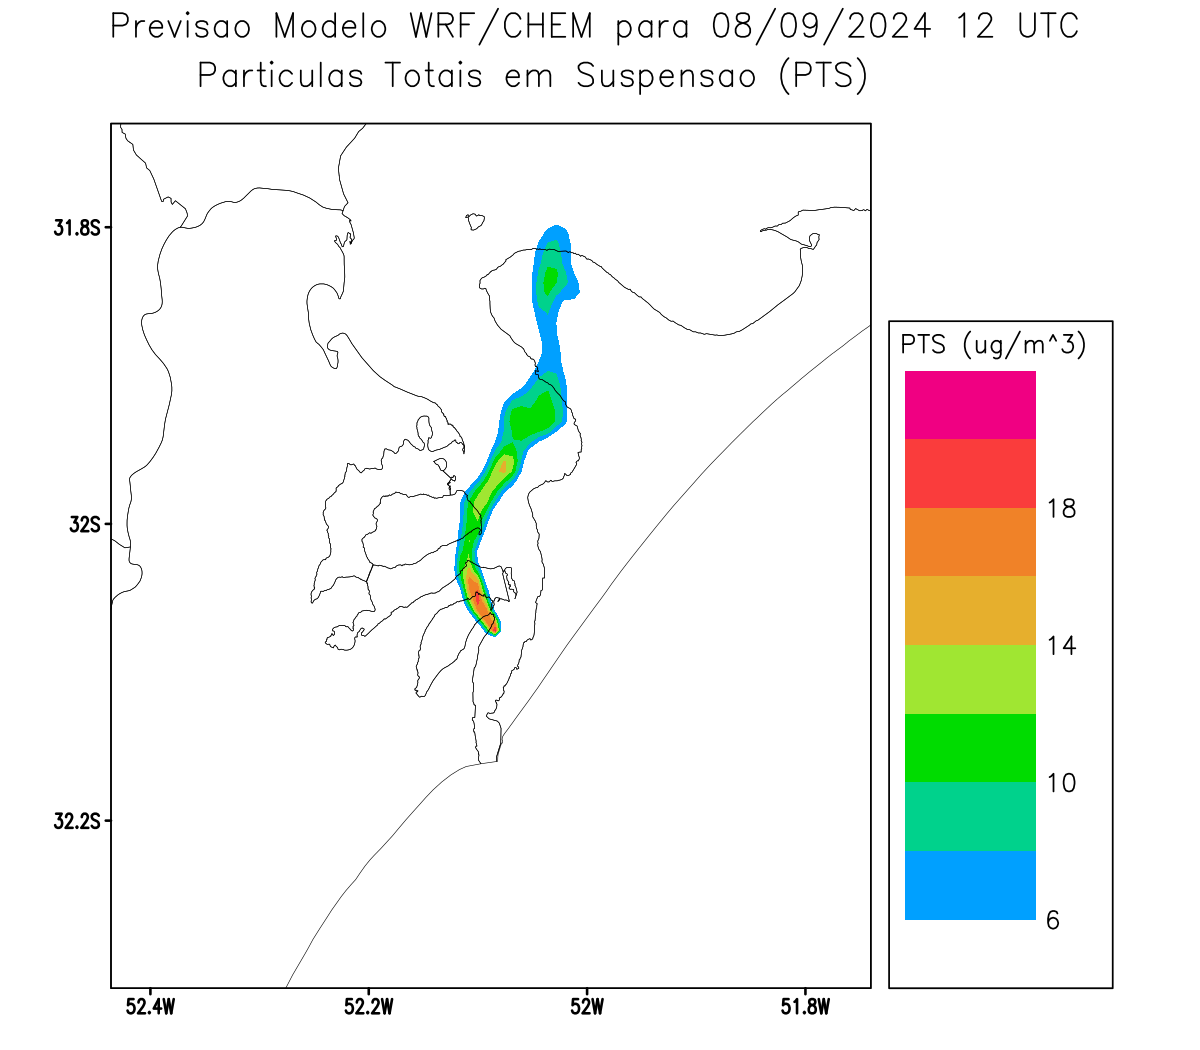 Previsao Modelo WRF/CHEM para 08/09/2024 12 UTC
Particulas Totais em Suspensao (PTS)
31.8S
32S
32.2S
52.4W
52.2W
52W
51.8W
PTS (ug/m^3)
18
14
10
6